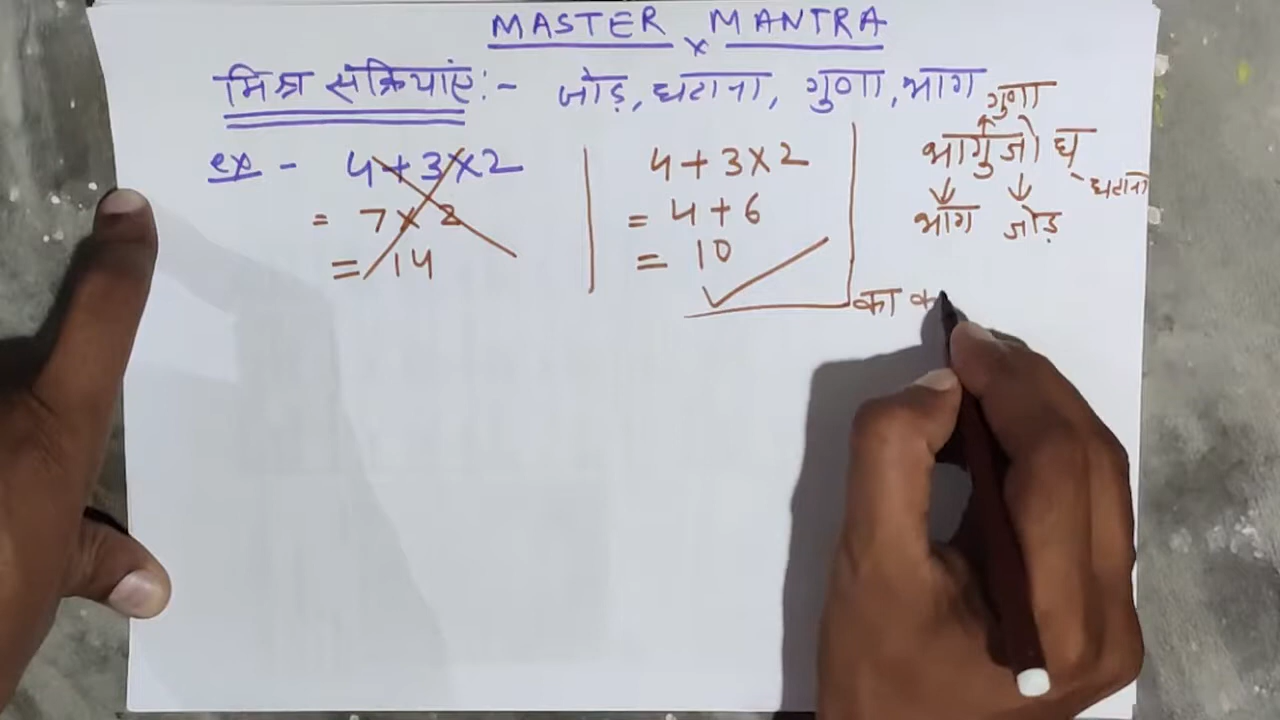 MASTER MANTRA
मिश्र संक्रियाएं:- जोड़, घटाना, गुणा, भाग
ex - 4+3×2
= 7×2
= 14
4+3×2
= 4+6
= 10
गुणा
भागुजोघ
घटाना
भाग जोड़
का क